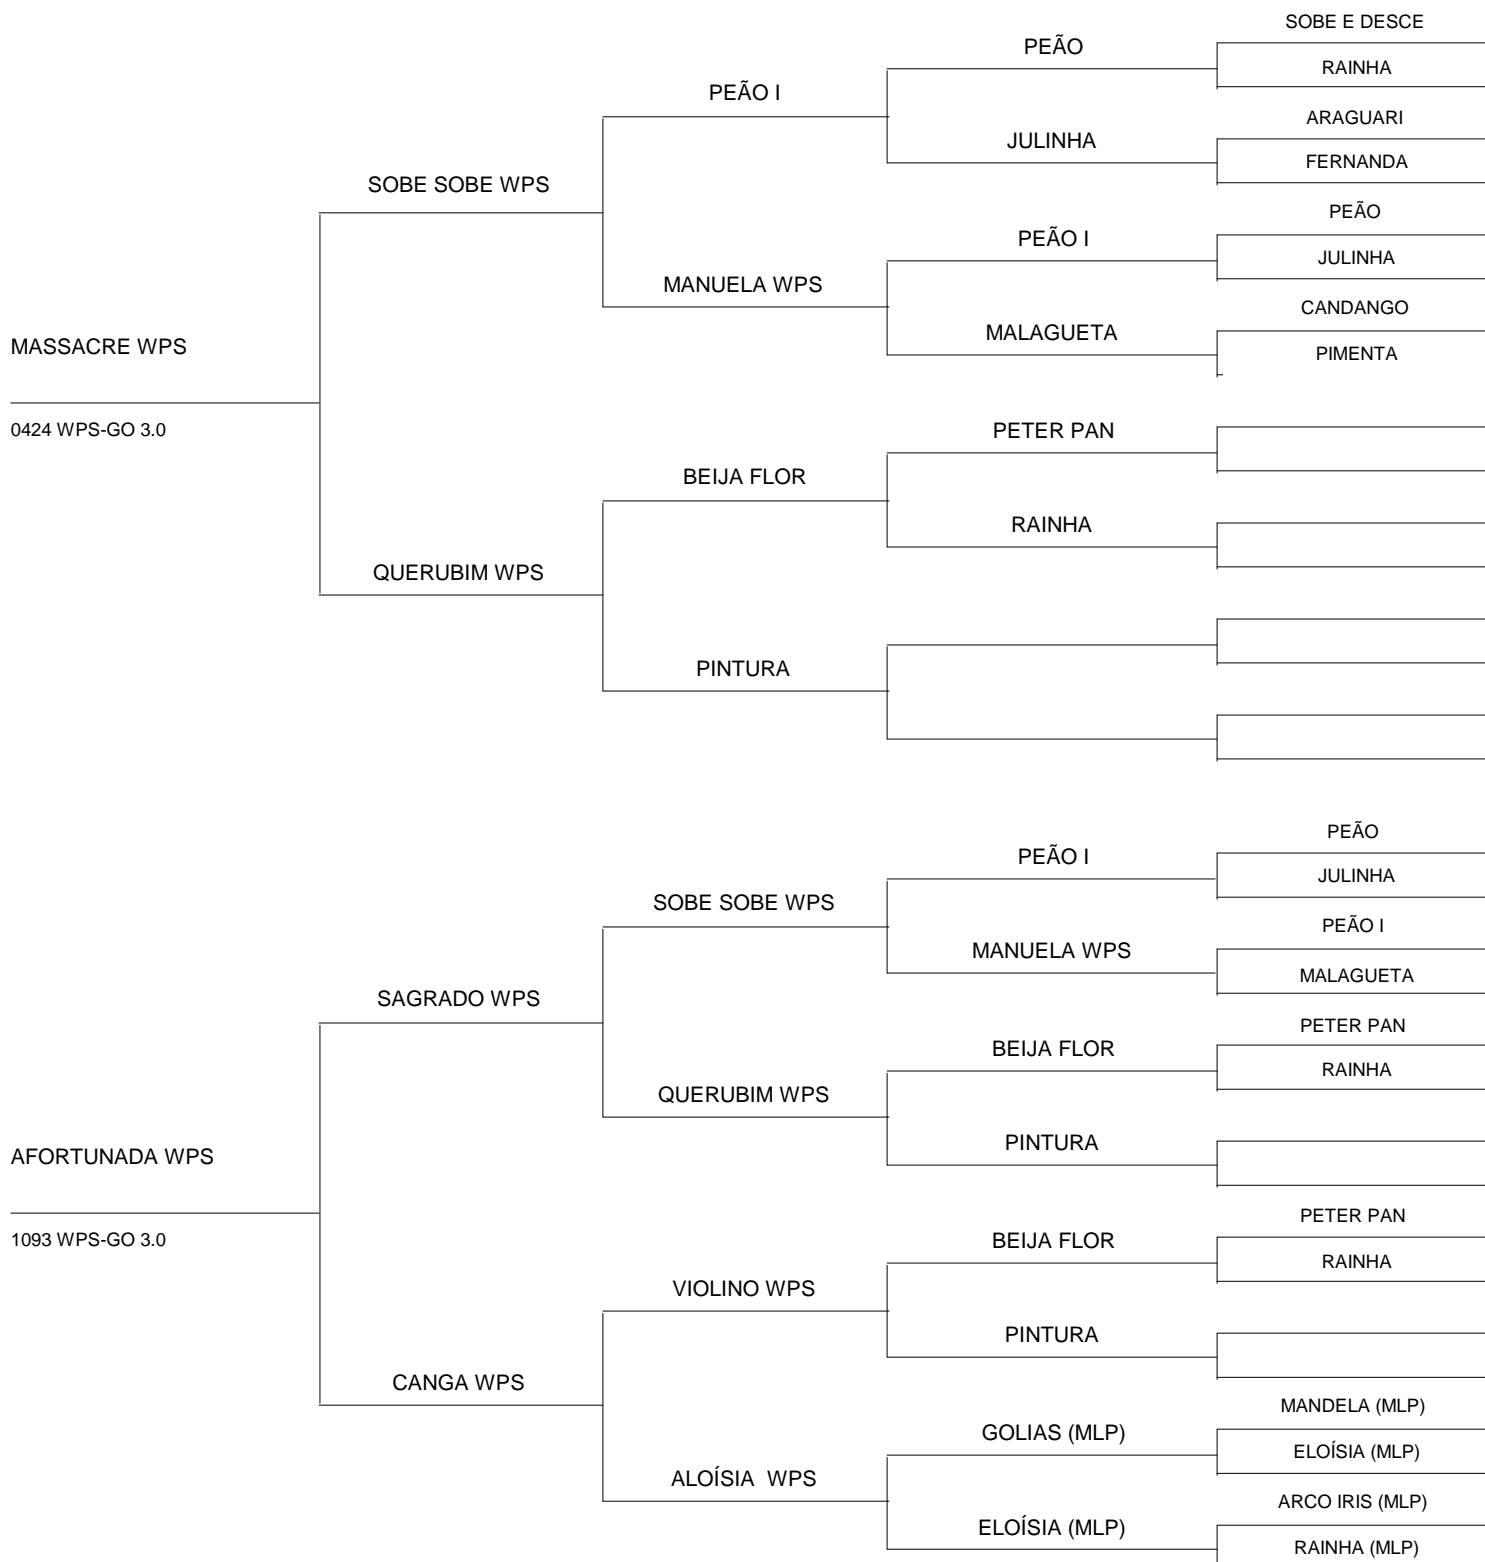 SOBE E DESCE
PEÃO
RAINHA
PEÃO I
ARAGUARI
JULINHA
FERNANDA
SOBE SOBE WPS
PEÃO
PEÃO I
JULINHA
MANUELA WPS
CANDANGO
MALAGUETA
MASSACRE WPS
PIMENTA
0424 WPS-GO 3.0
PETER PAN
BEIJA FLOR
RAINHA
QUERUBIM WPS
PINTURA
PEÃO
PEÃO I
JULINHA
SOBE SOBE WPS
PEÃO I
MANUELA WPS
MALAGUETA
SAGRADO WPS
PETER PAN
BEIJA FLOR
RAINHA
QUERUBIM WPS
PINTURA
AFORTUNADA WPS
PETER PAN
1093 WPS-GO 3.0
BEIJA FLOR
RAINHA
VIOLINO WPS
PINTURA
CANGA WPS
MANDELA (MLP)
GOLIAS (MLP)
ELOÍSIA (MLP)
ALOÍSIA WPS
ARCO IRIS (MLP)
ELOÍSIA (MLP)
RAINHA (MLP)